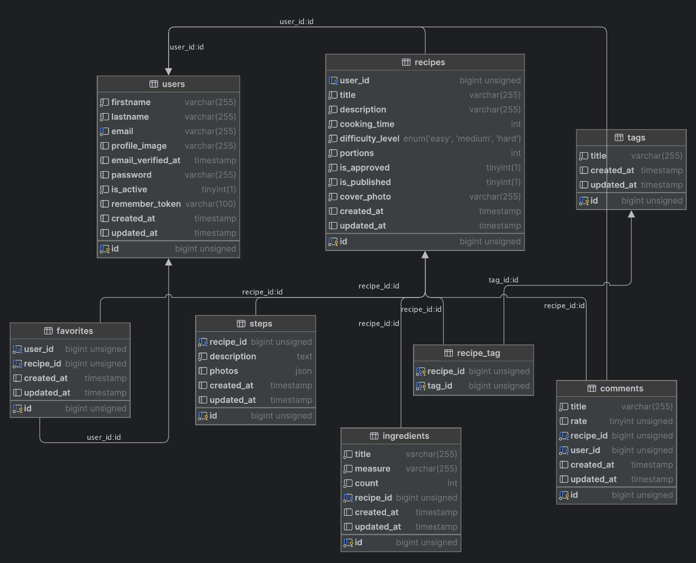 user_id:id
user_id:id
users
firstname varchar(255)
lastname varchar(255)
email varchar(255)
profile_image varchar(255)
email_verified_at timestamp
password varchar(255)
is_active tinyint(1)
remember_token varchar(100)
created_at timestamp
updated_at timestamp
id bigint unsigned
recipes
user_id bigint unsigned
title varchar(255)
description varchar(255)
cooking_time int
difficulty_level enum('easy', 'medium', 'hard')
portions int
is_approved tinyint(1)
is_published tinyint(1)
cover_photo varchar(255)
created_at timestamp
updated_at timestamp
id bigint unsigned
tags
title varchar(255)
created_at timestamp
updated_at timestamp
id bigint unsigned
recipe_id:id
recipe_id:id
tag_id:id
recipe_id:id
recipe_id:id
recipe_id:id
favorites
user_id bigint unsigned
recipe_id bigint unsigned
created_at timestamp
updated_at timestamp
id bigint unsigned
user_id:id
steps
recipe_id bigint unsigned
description text
photos json
created_at timestamp
updated_at timestamp
id bigint unsigned
recipe_tag
recipe_id bigint unsigned
tag_id bigint unsigned
ingredients
title varchar(255)
measure varchar(255)
count int
recipe_id bigint unsigned
created_at timestamp
updated_at timestamp
id bigint unsigned
comments
title varchar(255)
rate tinyint unsigned
recipe_id bigint unsigned
user_id bigint unsigned
created_at timestamp
updated_at timestamp
id bigint unsigned